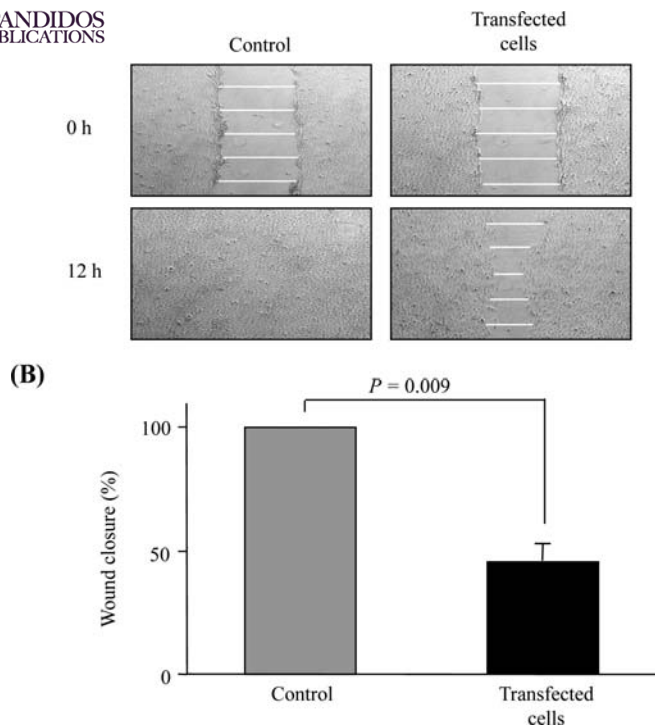 ANDIDOS
BLICATIONS
Control
Transfected
cells
0 h
12 h
(B)
P = 0.009
Wound closure (%)
100
50
0
Control
Transfected
cells